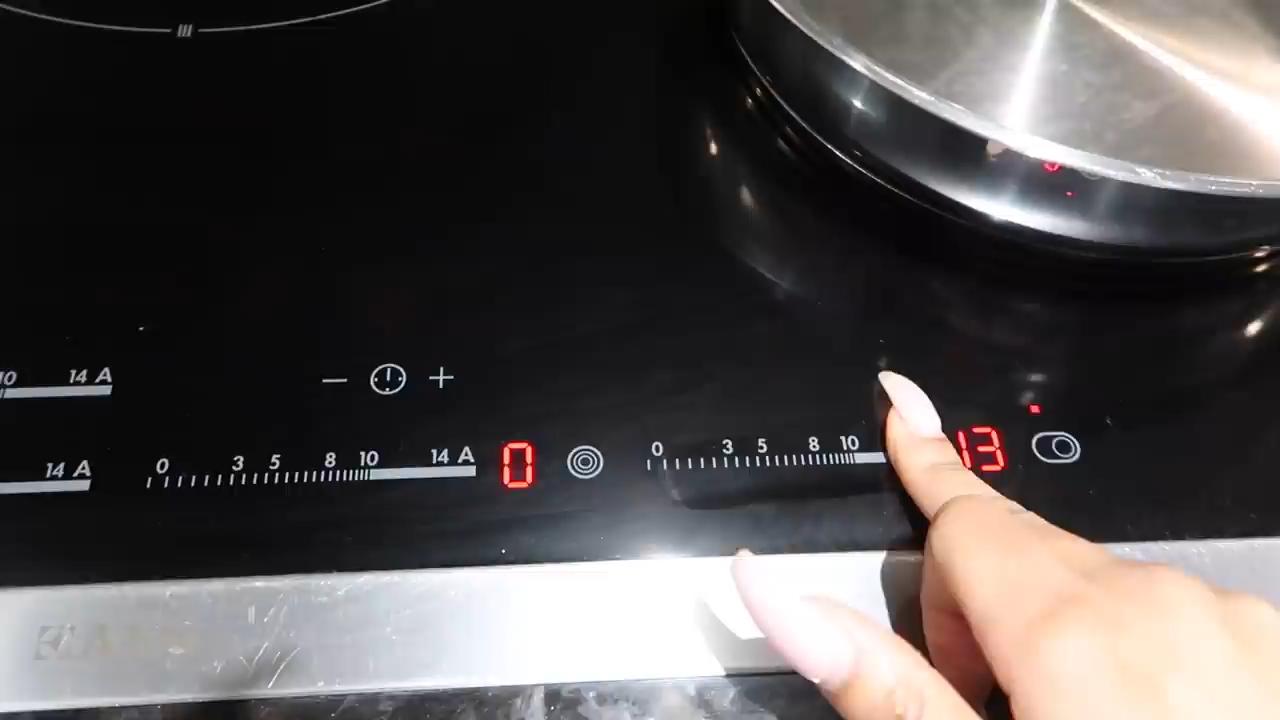 10 14 A
14 A
0 3 5 8 10 14 A
0
0 3 5 8 10
13